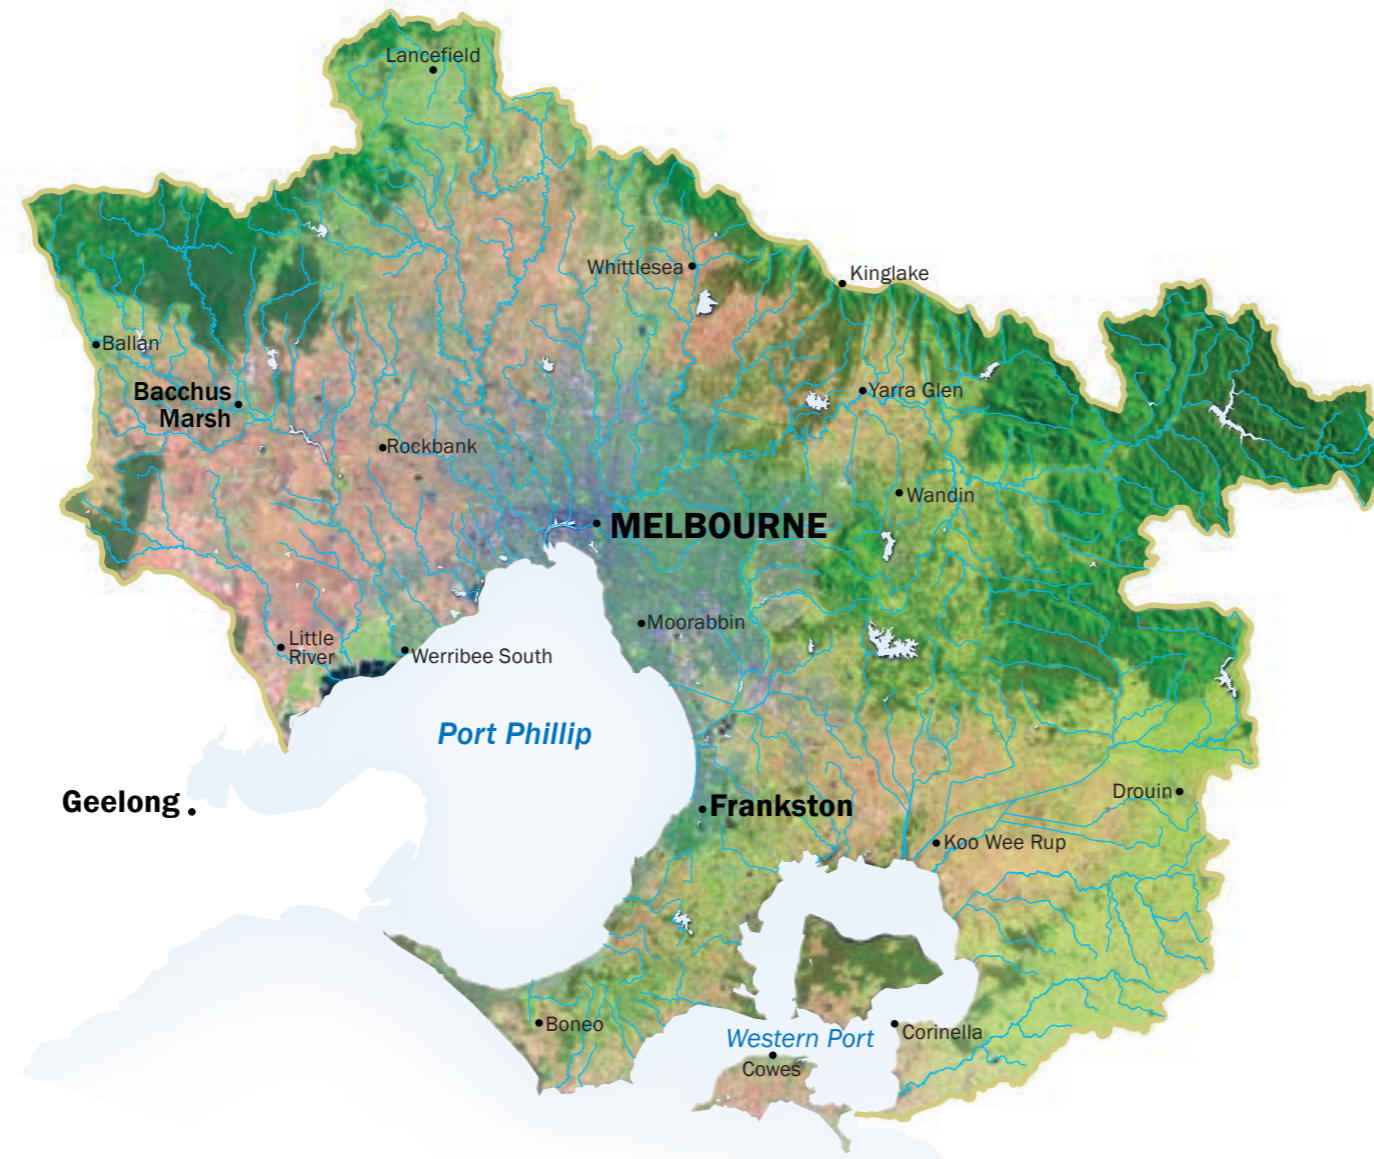 Lancefield
Whittlesea
Kinglake
Ballan
Bacchus
Marsh
Yarra Glen
Rockbank
Wandin
MELBOURNE
Moorabbin
Little
River
Werribee South
Port Phillip
Geelong
Frankston
Drouin
Koo Wee Rup
Boneo
Western Port
Corinella
Cowes